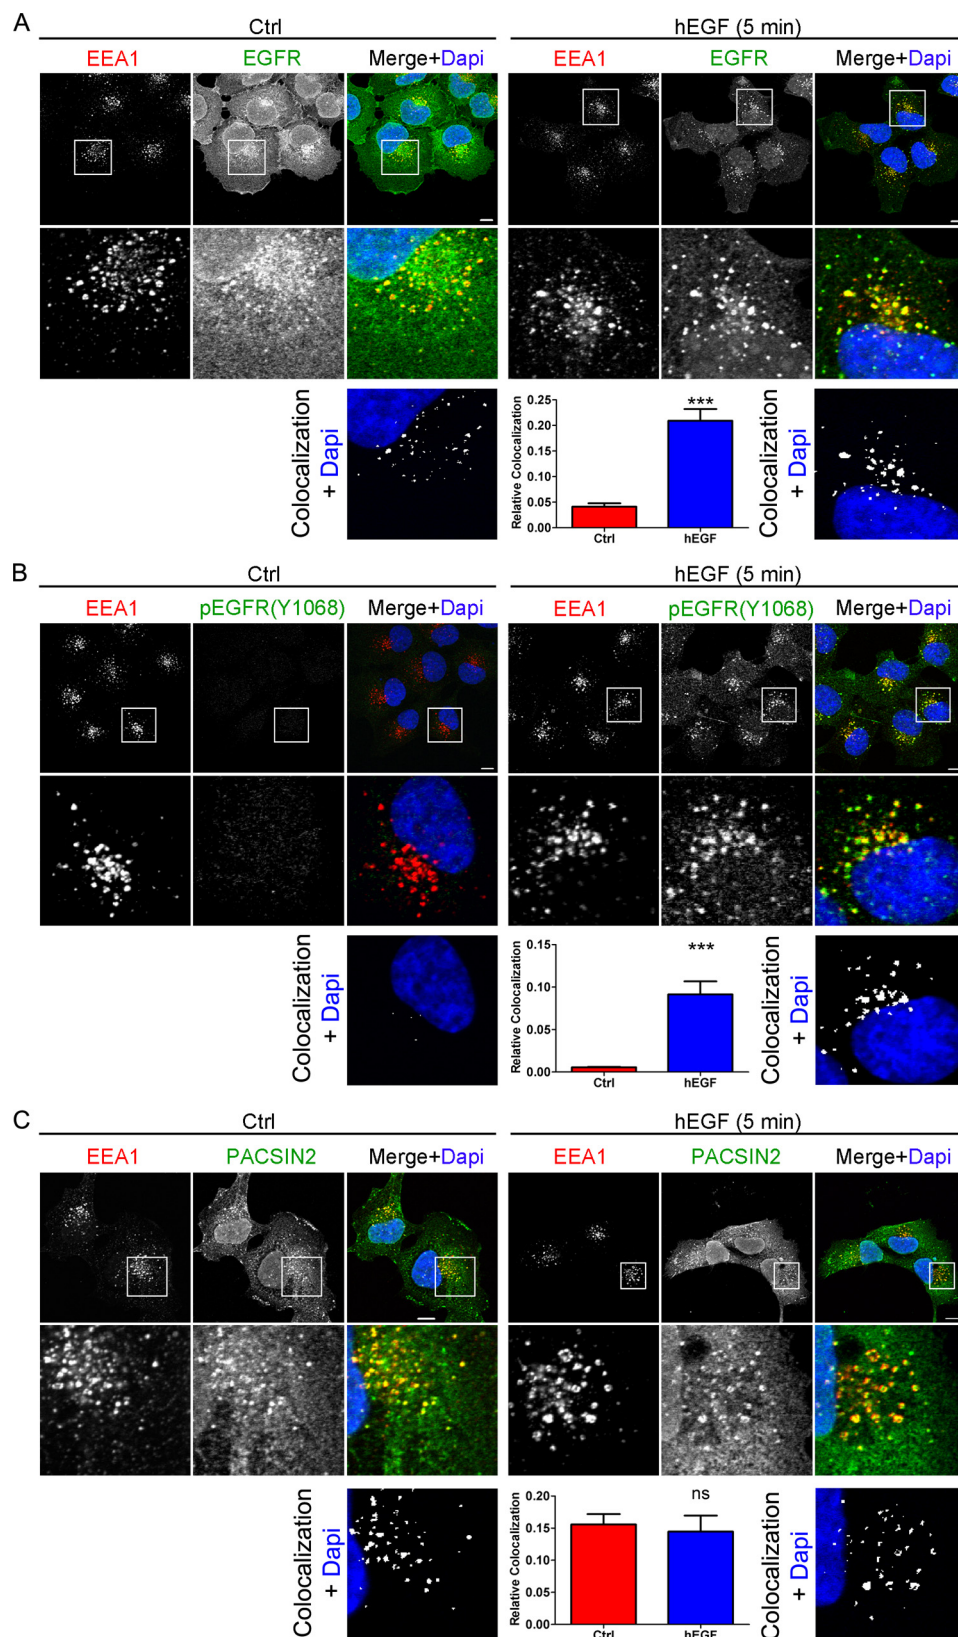 A
Ctrl
hEGF (5 min)
EEA1
EGFR
Merge+Dapi
EEA1
EGFR
Merge+Dapi
Colocalization
+ Dapi
Relative Colocalization
0.25
0.20
0.15
0.10
0.05
0.00
***
Ctrl
hEGF
Colocalization
+ Dapi
B
Ctrl
hEGF (5 min)
EEA1
pEGFR(Y1068)
Merge+Dapi
EEA1
pEGFR(Y1068)
Merge+Dapi
Colocalization
+ Dapi
Relative Colocalization
0.15
0.10
0.05
0.00
***
Ctrl
hEGF
Colocalization
+ Dapi
C
Ctrl
hEGF (5 min)
EEA1
PACSIN2
Merge+Dapi
EEA1
PACSIN2
Merge+Dapi
Colocalization
+ Dapi
Relative Colocalization
0.20
0.15
0.10
0.05
0.00
ns
Ctrl
hEGF
Colocalization
+ Dapi